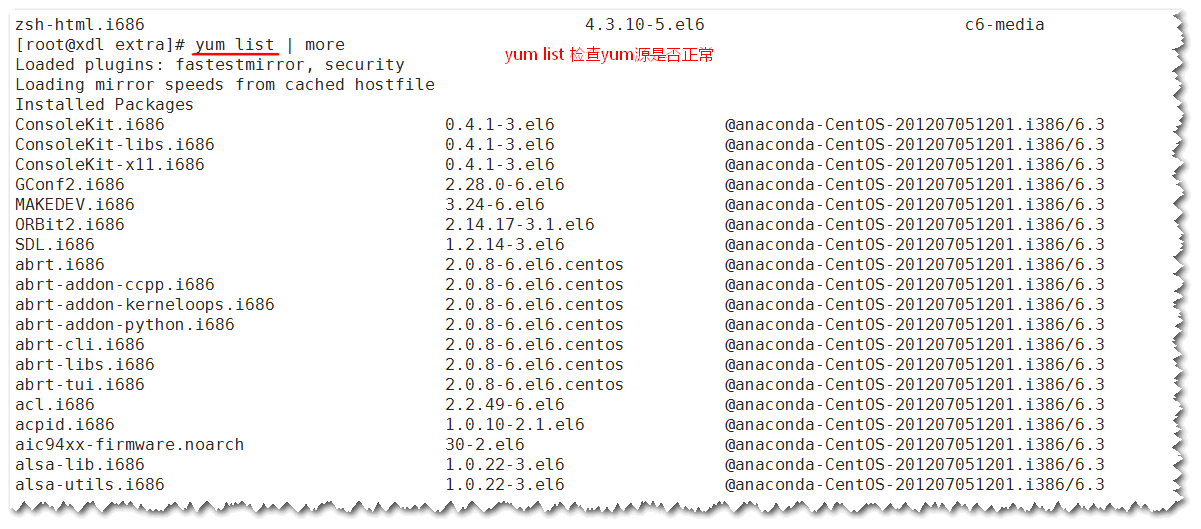 zsh-html.i686 4.3.10-5.el6 c6-media
[root@xdl extra]# yum list | more
yum list 检查yum源是否正常
Loaded plugins: fastestmirror, security
Loading mirror speeds from cached hostfile
Installed Packages
ConsoleKit.i686 0.4.1-3.el6 @anaconda-CentOS-201207051201.i386/6.3
ConsoleKit-libs.i686 0.4.1-3.el6 @anaconda-CentOS-201207051201.i386/6.3
ConsoleKit-x11.i686 0.4.1-3.el6 @anaconda-CentOS-201207051201.i386/6.3
GConf2.i686 2.28.0-6.el6 @anaconda-CentOS-201207051201.i386/6.3
MAKEDEV.i686 3.24-6.el6 @anaconda-CentOS-201207051201.i386/6.3
ORBit2.i686 2.14.17-3.1.el6 @anaconda-CentOS-201207051201.i386/6.3
SDL.i686 1.2.14-3.el6 @anaconda-CentOS-201207051201.i386/6.3
abrt.i686 2.0.8-6.el6.centos @anaconda-CentOS-201207051201.i386/6.3
abrt-addon-ccpp.i686 2.0.8-6.el6.centos @anaconda-CentOS-201207051201.i386/6.3
abrt-addon-kerneloops.i686 2.0.8-6.el6.centos @anaconda-CentOS-201207051201.i386/6.3
abrt-addon-python.i686 2.0.8-6.el6.centos @anaconda-CentOS-201207051201.i386/6.3
abrt-cli.i686 2.0.8-6.el6.centos @anaconda-CentOS-201207051201.i386/6.3
abrt-libs.i686 2.0.8-6.el6.centos @anaconda-CentOS-201207051201.i386/6.3
abrt-tui.i686 2.0.8-6.el6.centos @anaconda-CentOS-201207051201.i386/6.3
acl.i686 2.2.49-6.el6 @anaconda-CentOS-201207051201.i386/6.3
acpid.i686 1.0.10-2.1.el6 @anaconda-CentOS-201207051201.i386/6.3
aic94xx-firmware.noarch 30-2.el6 @anaconda-CentOS-201207051201.i386/6.3
alsa-lib.i686 1.0.22-3.el6 @anaconda-CentOS-201207051201.i386/6.3
alsa-utils.i686 1.0.22-3.el6 @anaconda-CentOS-201207051201.i386/6.3